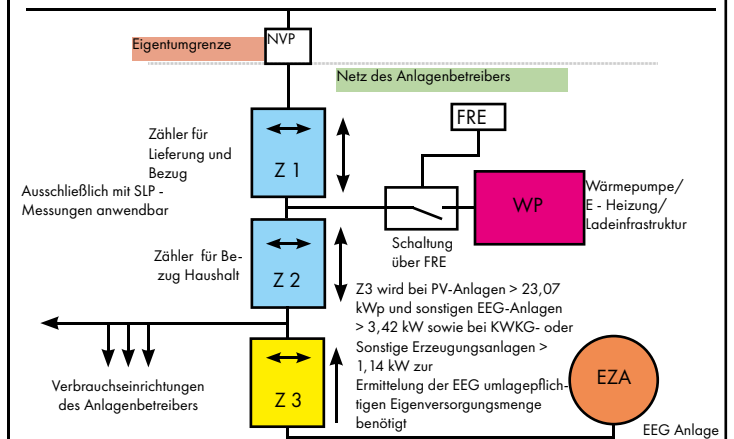 Eigentumgrenze
NVP
Netz des Anlagenbetreibers
FRE
Zähler für
Lieferung und
Bezug
Z 1
Ausschließlich mit SLP -
Messungen anwendbar
WP
Wärmepumpe/
E - Heizung/
Ladeinfrastruktur
Schaltung
über FRE
Zähler für Be-
zug Haushalt
Z 2
Z3 wird bei PV-Anlagen > 23,07
kWp und sonstigen EEG-Anlagen
> 3,42 kW sowie bei KWKG- oder
Sonstige Erzeugungsanlagen >
1,14 kW zur
Ermittelung der EEG umlagepflich-
tigen Eigenversorgungsmenge
benötigt
Verbrauchseinrichtungen
des Anlagenbetreibers
Z 3
EZA
EEG Anlage